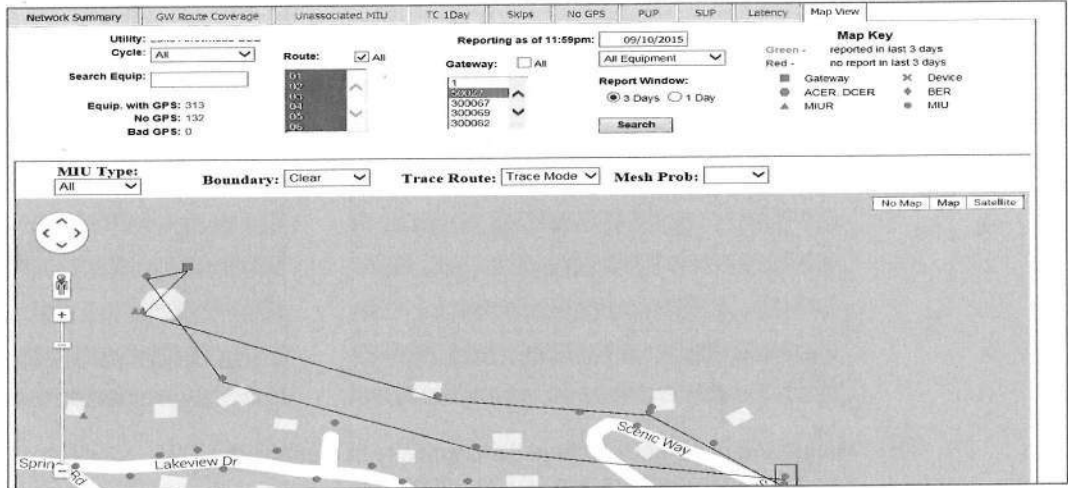 Network Summary GW Route Coverage Unassociated MIU TC 1Day Skips No GPS PUP SUP Latency Map View
Utility:
Cycle: All
Search Equip:
Equip. with GPS: 313
No GPS: 132
Bad GPS: 0
Route: All
01
02
03
04
05
06
Reporting as of 11:59pm: 09/10/2015
Gateway: All
1
50027
300067
300069
300082
All Equipment
Report Window:
3 Days 1 Day
Search
Map Key
Green - reported in last 3 days
Red - no report in last 3 days
Gateway Device
ACER, DCER BER
MIUR MIU
MIU Type:
All
Boundary: Clear
Trace Route: Trace Mode
Mesh Prob:
No Map Map Satellite
Scenic Way
Lakeview Dr
Rd